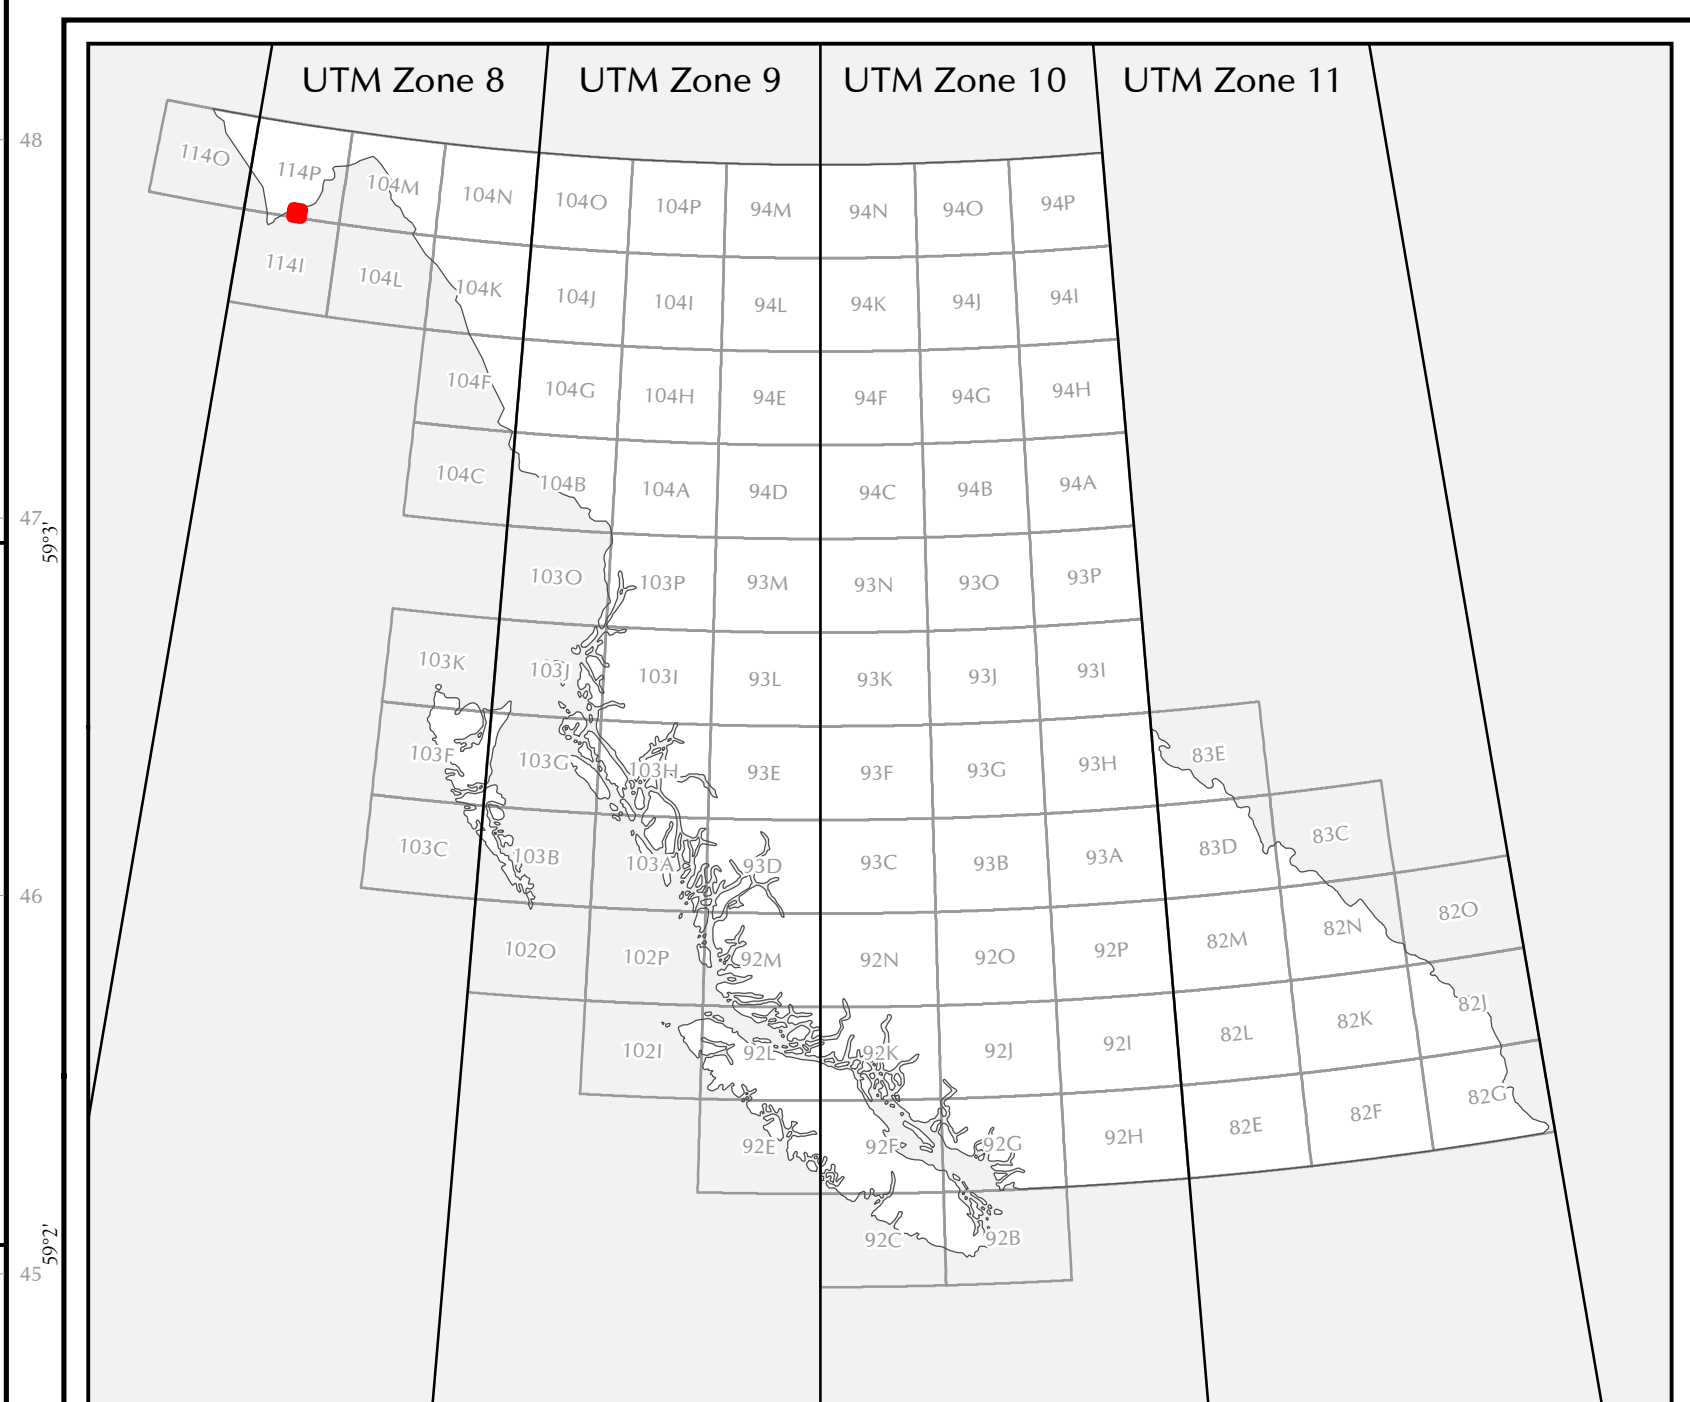 UTM Zone 8 UTM Zone 9 UTM Zone 10 UTM Zone 11
48
114O 114P 104M 104N 104O 104P 94M 94N 94O 94P
114I 104L 104K 104J 104I 94L 94K 94J 94I
104F 104G 104H 94E 94F 94G 94H
104C 104B 104A 94D 94C 94B 94A
47
59°3'
103O 103P 93M 93N 93O 93P
103K 103J 103I 93L 93K 93J 93I
103F 103G 103H 93E 93F 93G 93H 83E
103C 103B 103A 93D 93C 93B 93A 83D 83C
46
102O 102P 92M 92N 92O 92P 82M 82N 82O
102I 92L 92K 92J 92I 82L 82K 82J
92E 92F 92G 92H 82E 82F 82G
92C 92B
59°2'
45